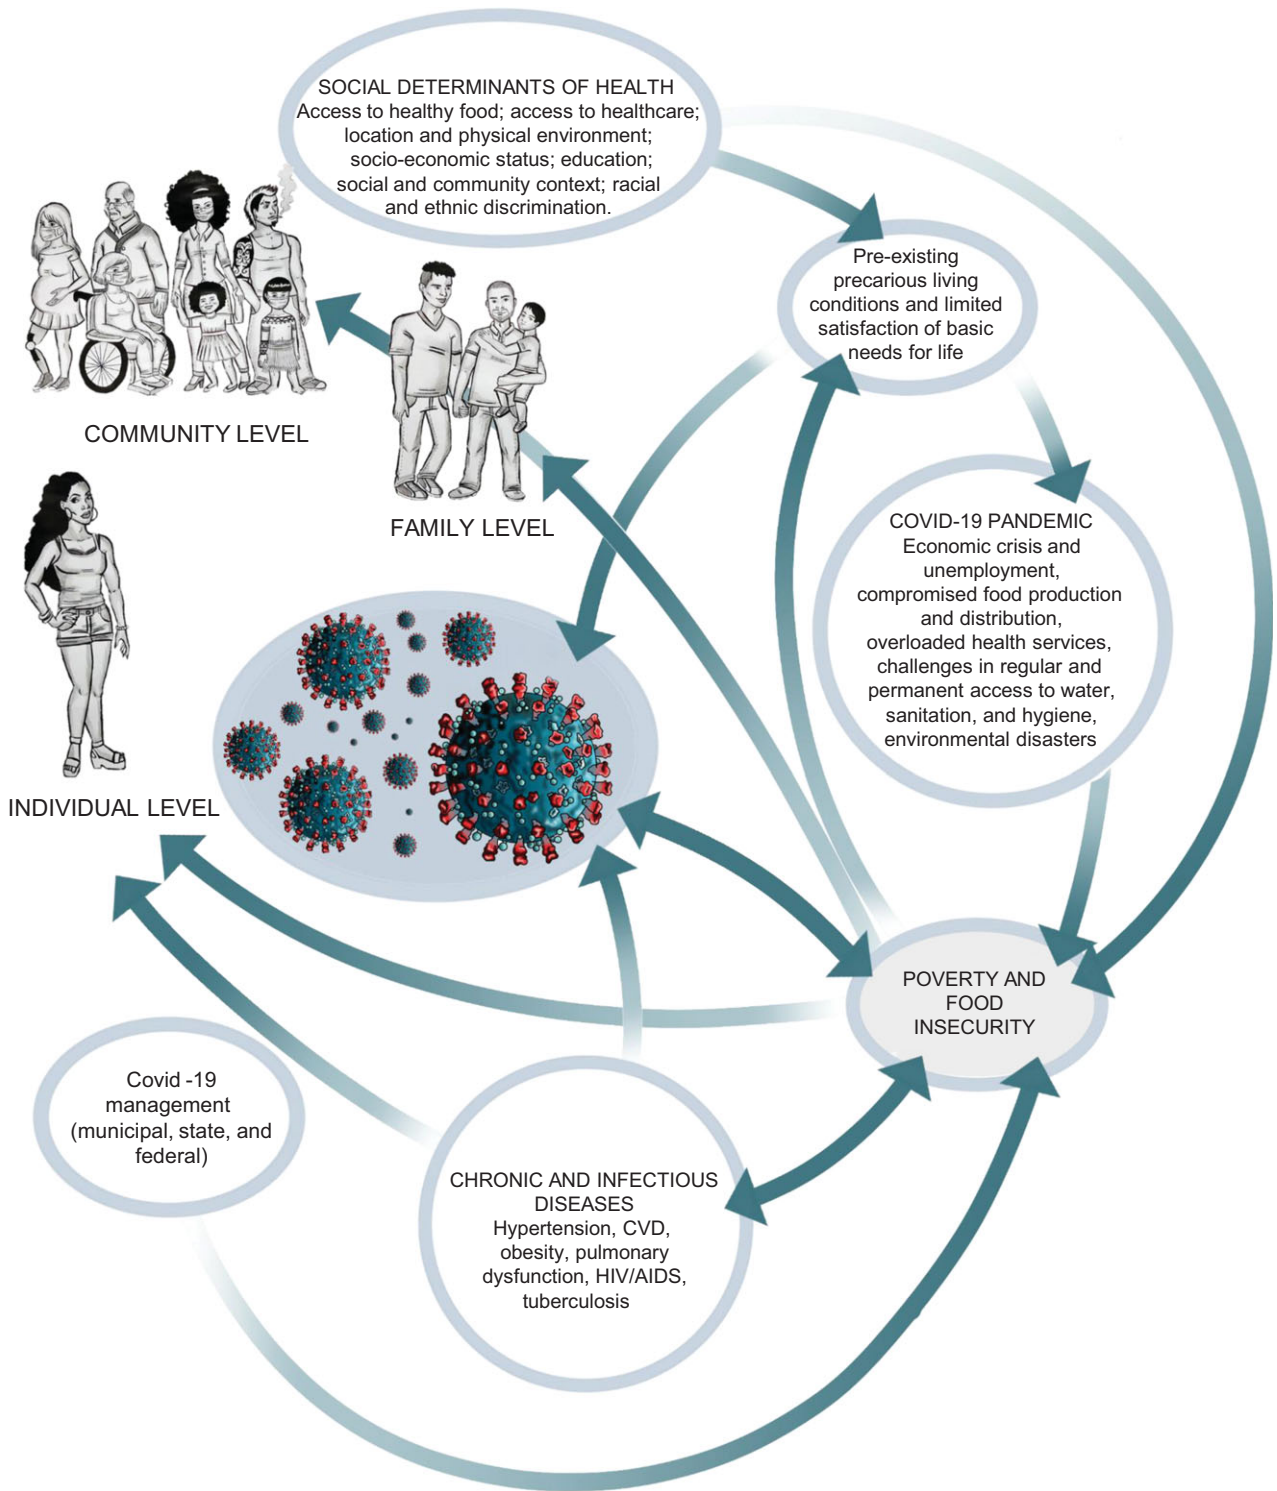 SOCIAL DETERMINANTS OF HEALTH
Access to healthy food; access to healthcare;
location and physical environment;
socio-economic status; education;
social and community context; racial
and ethnic discrimination.
Pre-existing
precarious living
conditions and limited
satisfaction of basic
needs for life
COMMUNITY LEVEL
FAMILY LEVEL
COVID-19 PANDEMIC
Economic crisis and
unemployment,
compromised food production
and distribution,
overloaded health services,
challenges in regular and
permanent access to water,
sanitation, and hygiene,
environmental disasters
INDIVIDUAL LEVEL
POVERTY AND
FOOD
INSECURITY
Covid -19
management
(municipal, state, and
federal)
CHRONIC AND INFECTIOUS
DISEASES
Hypertension, CVD,
obesity, pulmonary
dysfunction, HIV/AIDS,
tuberculosis